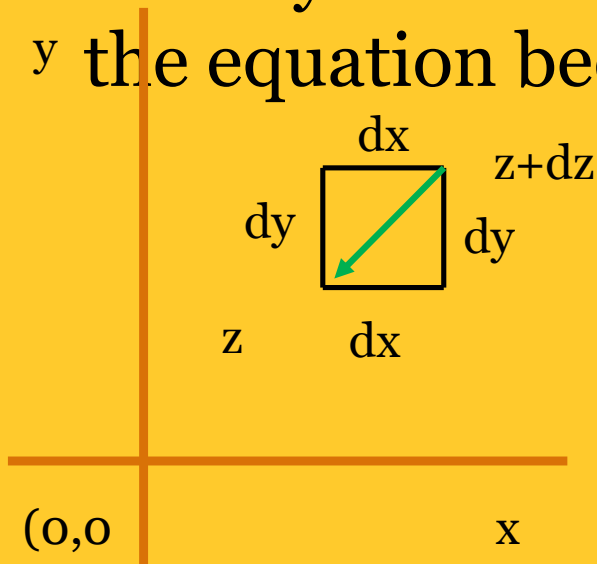 y the equation be
dx
z+dz
dy
dy
z
dx
(0,0
x